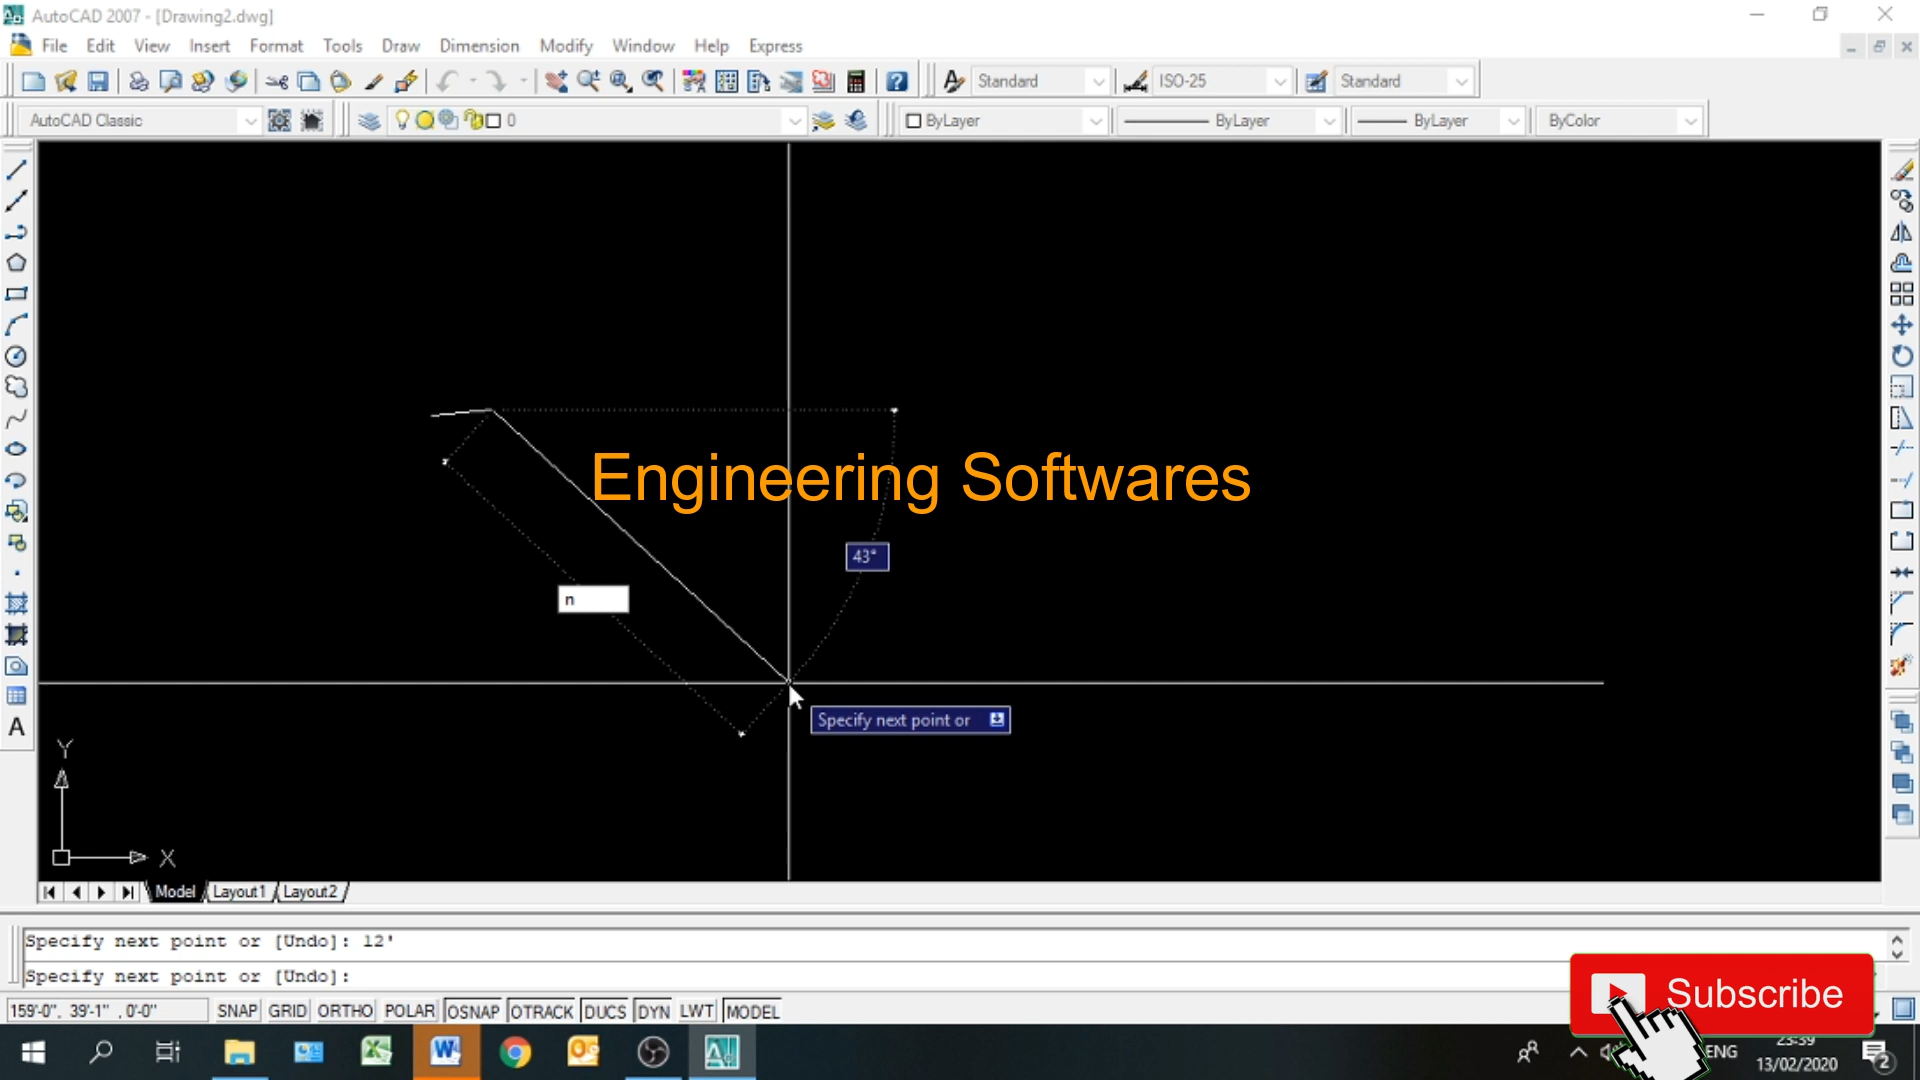 AutoCAD 2007 - [Drawing2.dwg]
File Edit View Insert Format Tools Draw Dimension Modify Window Help Express
Standard ISO-25 Standard
AutoCAD Classic 0 ByLayer ByLayer ByLayer ByColor
Engineering Softwares
43°
n
Specify next point or
Y
X
A
Model Layout1 Layout2
Specify next point or [Undo]: 12'
Specify next point or [Undo]:
Subscribe
159'-0", 39'-1" , 0'-0" SNAP GRID ORTHO POLAR OSNAP OTRACK DUCS DYN LWT MODEL
ENG
23:39
13/02/2020
2